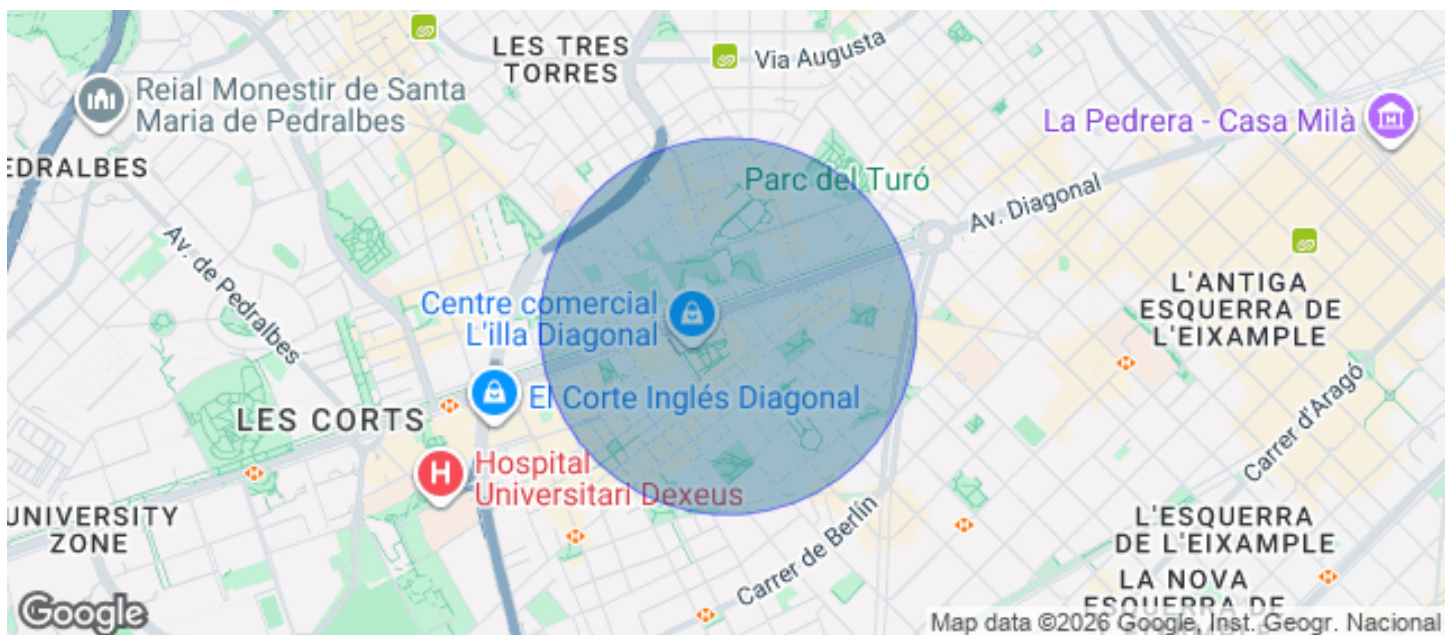 LES TRES
TORRES
Via Augusta
Reial Monestir de Santa
Maria de Pedralbes
La Pedrera - Casa Milà
EDRALBES
Parc del Turó
Av. Diagonal
Av. de Pedralbes
L'ANTIGA
ESQUERRA DE
L'EIXAMPLE
Centre comercial
L'illa Diagonal
El Corte Inglés Diagonal
LES CORTS
Carrer d'Aragó
H
Hospital
Universitari Dexeus
UNIVERSITY
ZONE
Carrer de Berlín
L'ESQUERRA
DE L'EIXAMPLE
LA NOVA
ESQUERRA DE
Google
Map data ©2026 Google, Inst. Geogr. Nacional